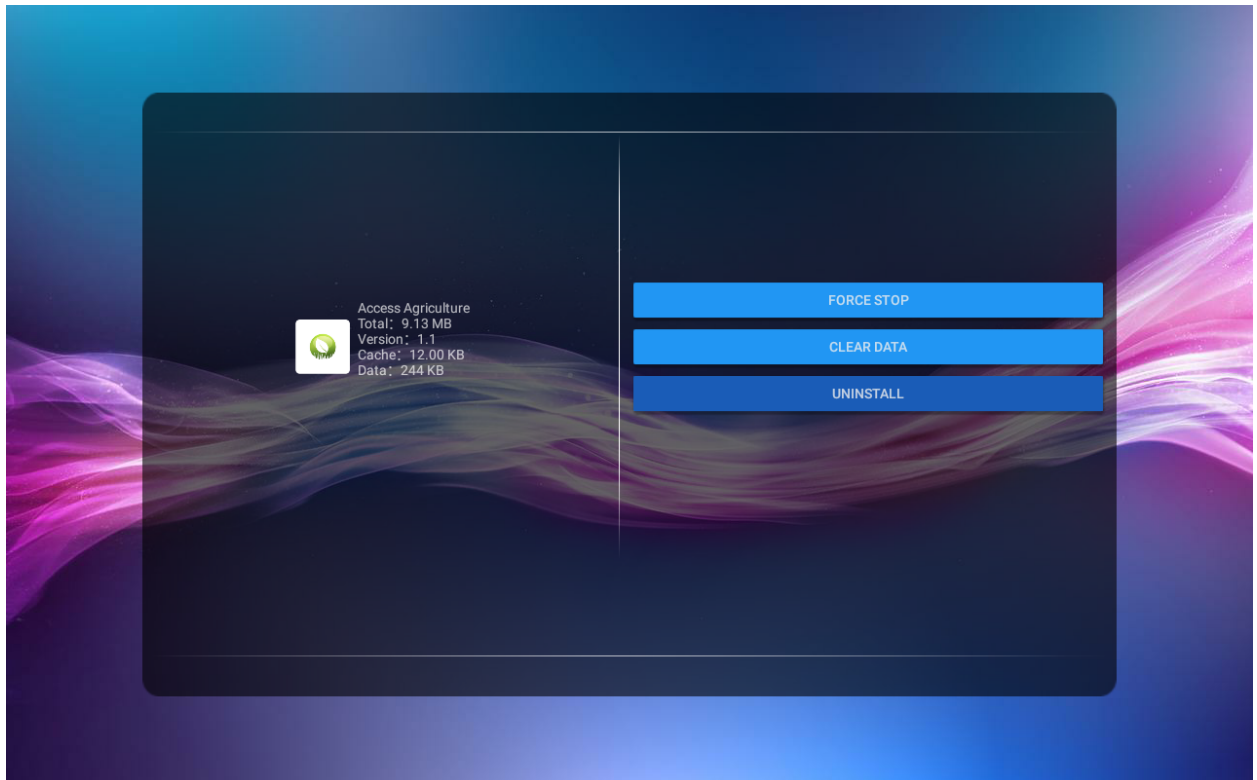 Access Agriculture
Total： 9.13 MB
Version： 1.1
Cache： 12.00 KB
Data： 244 KB
FORCE STOP
CLEAR DATA
UNINSTALL